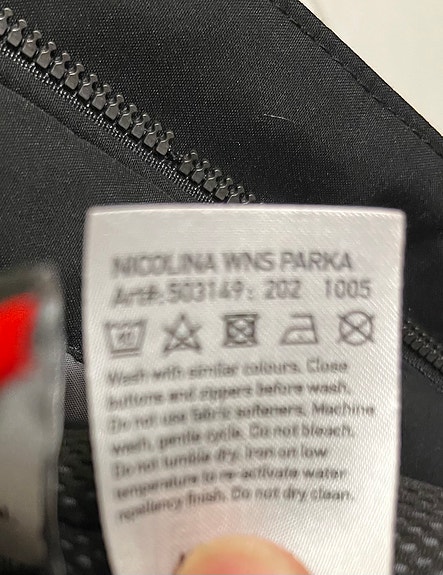 NICOLINA WNS PARKA
Art#: 503149: 202 1005
Wash with similar colours. Close
buttons and zippers before wash.
Do not use fabric softeners. Machine
wash, gentle cycle. Do not bleach.
Do not tumble dry. Iron on low
temperature to re-activate water
repellency finish. Do not dry clean.